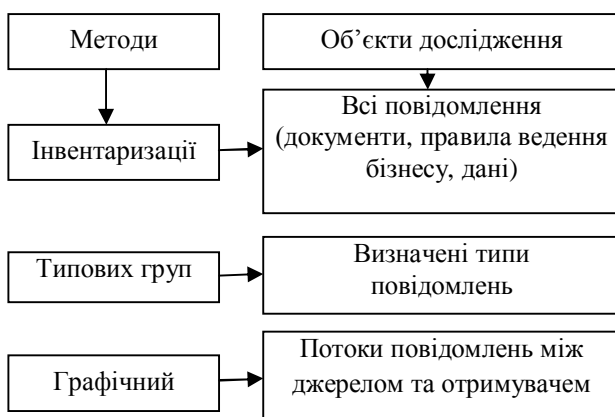 Методи
Об’єкти дослідження
Інвентаризації
Всі повідомлення
(документи, правила ведення
бізнесу, дані)
Типових груп
Визначені типи
повідомлень
Графічний
Потоки повідомлень між
джерелом та отримувачем